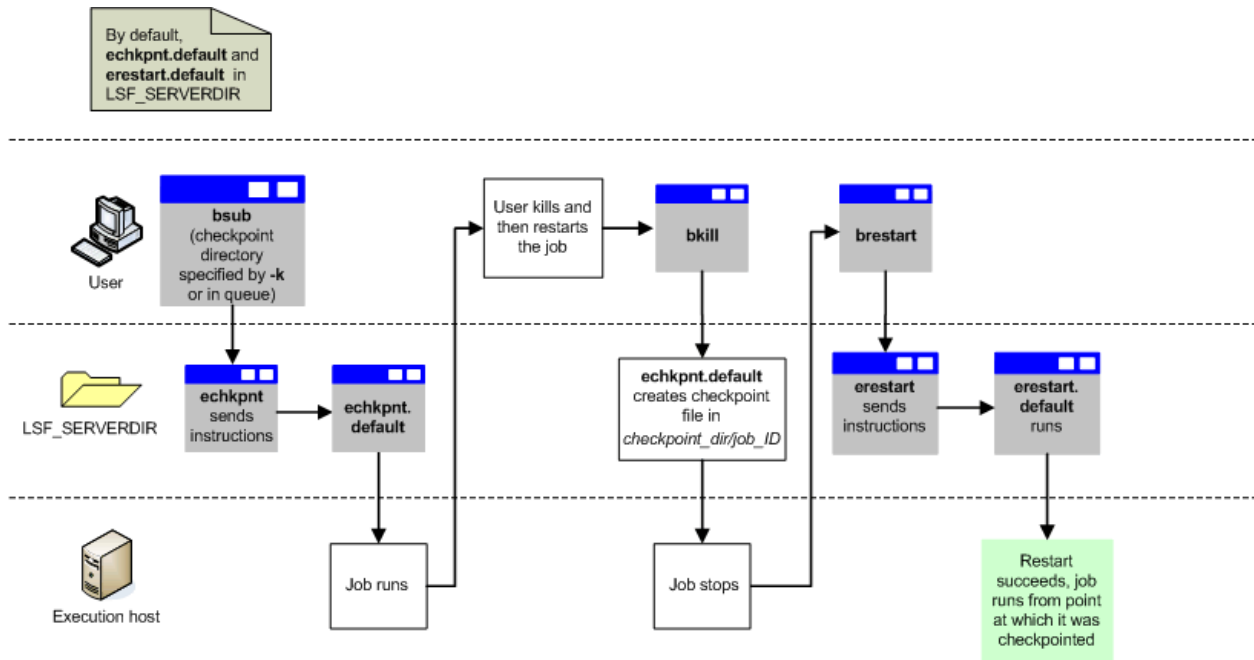 By default,
echkpnt.default and
erestart.default in
LSF_SERVERDIR
User
bsub
(checkpoint
directory
specified by -k
or in queue)
User kills and
then restarts
the job
bkill
brestart
LSF_SERVERDIR
echkpnt
sends
instructions
echkpnt.
default
echkpnt.default
creates checkpoint
file in
checkpoint_dir/job_ID
erestart
sends
instructions
erestart.
default
runs
Execution host
Job runs
Job stops
Restart
succeeds, job
runs from point
at which it was
checkpointed